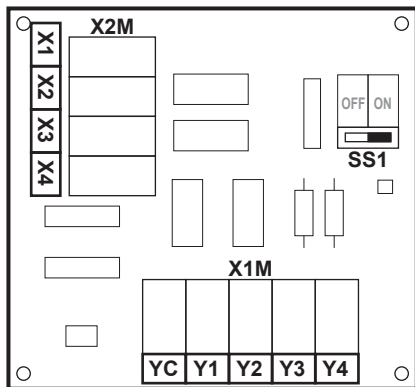 X2M
X1
X2
X3
X4
OFF ON
SS1
X1M
YC Y1 Y2 Y3 Y4